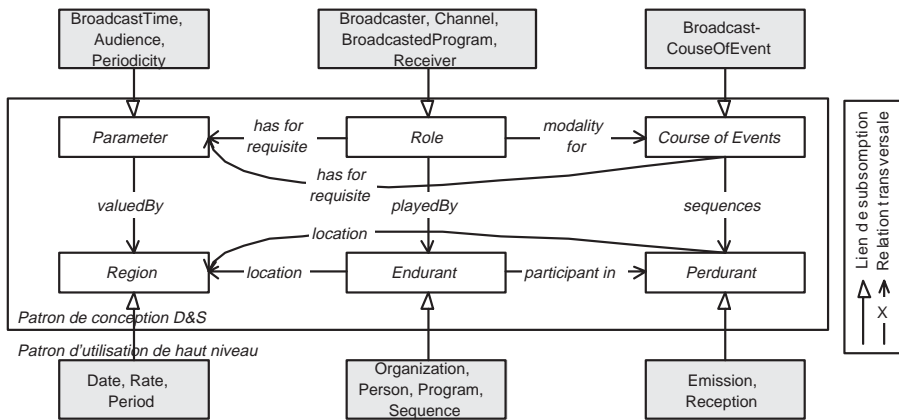 BroadcastTime,
Audience,
Periodicity
Broadcaster, Channel,
BroadcastedProgram,
Receiver
Broadcast-
CouseOfEvent
Parameter
has for
requisite
Role
modality
for
Course of Events
has for
requisite
valuedBy
playedBy
sequences
location
Region
location
Endurant
participant in
Perdurant
Patron de conception D&S
Patron d'utilisation de haut niveau
Date, Rate,
Period
Organization,
Person, Program,
Sequence
Emission,
Reception
Lien de subsomption
X Relation transversale